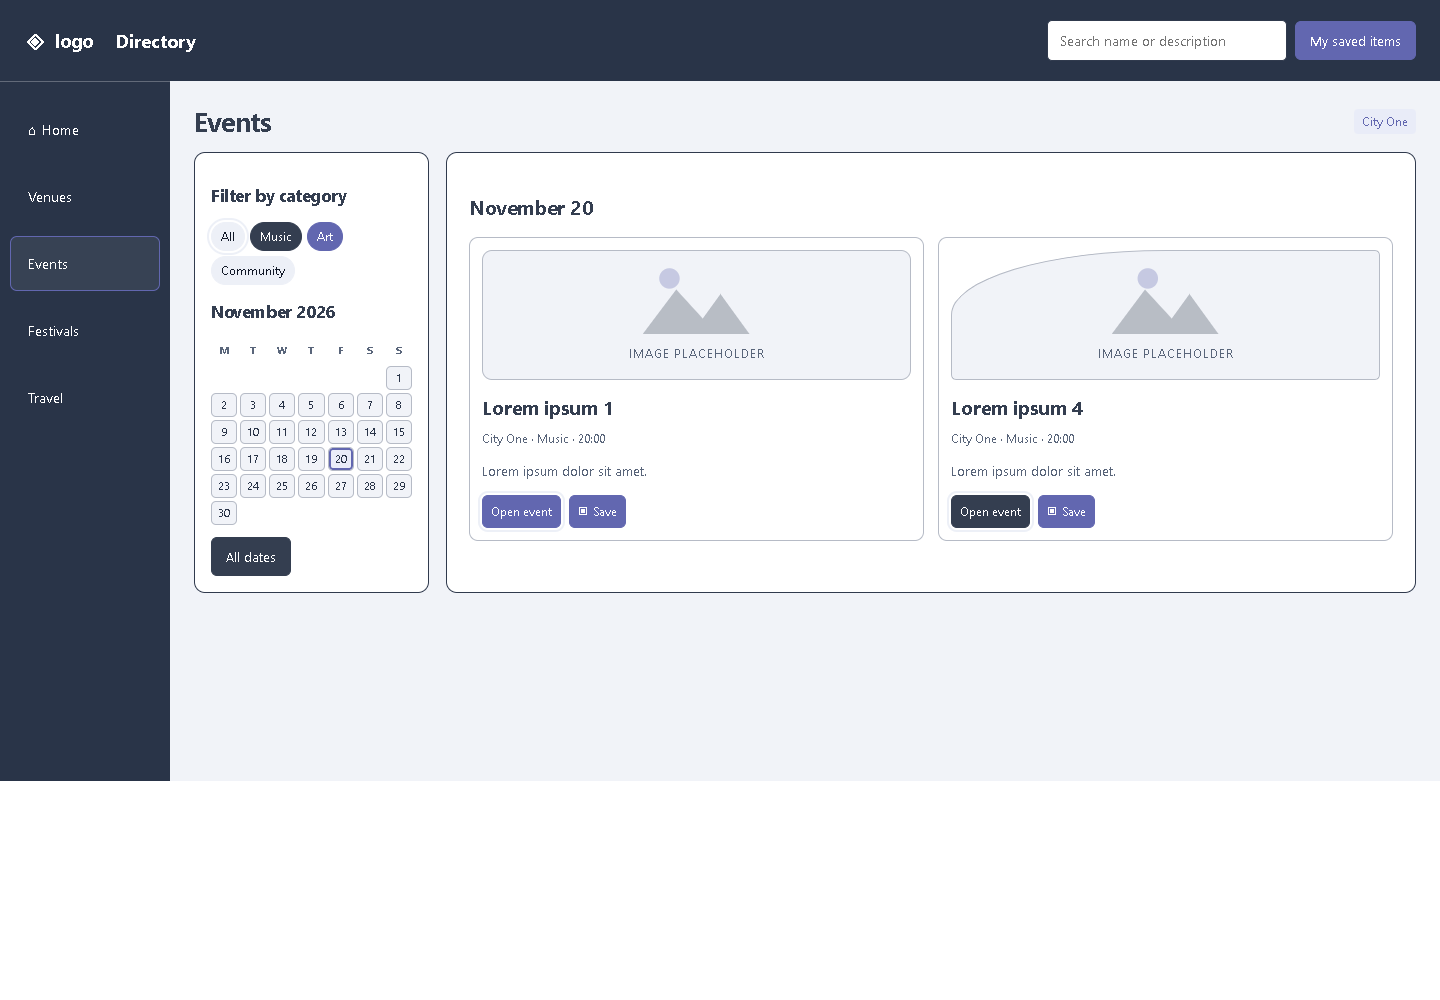 ◈ logo Directory
Search name or description
My saved items
⌂ Home
Venues
Events
Festivals
Travel
Events
City One
Filter by category
All Music Art
Community
November 2026
M T W T F S S
1
2 3 4 5 6 7 8
9 10 11 12 13 14 15
16 17 18 19 20 21 22
23 24 25 26 27 28 29
30
All dates
November 20
IMAGE PLACEHOLDER
Lorem ipsum 1
City One · Music · 20:00
Lorem ipsum dolor sit amet.
Open event ▣ Save
IMAGE PLACEHOLDER
Lorem ipsum 4
City One · Music · 20:00
Lorem ipsum dolor sit amet.
Open event ▣ Save